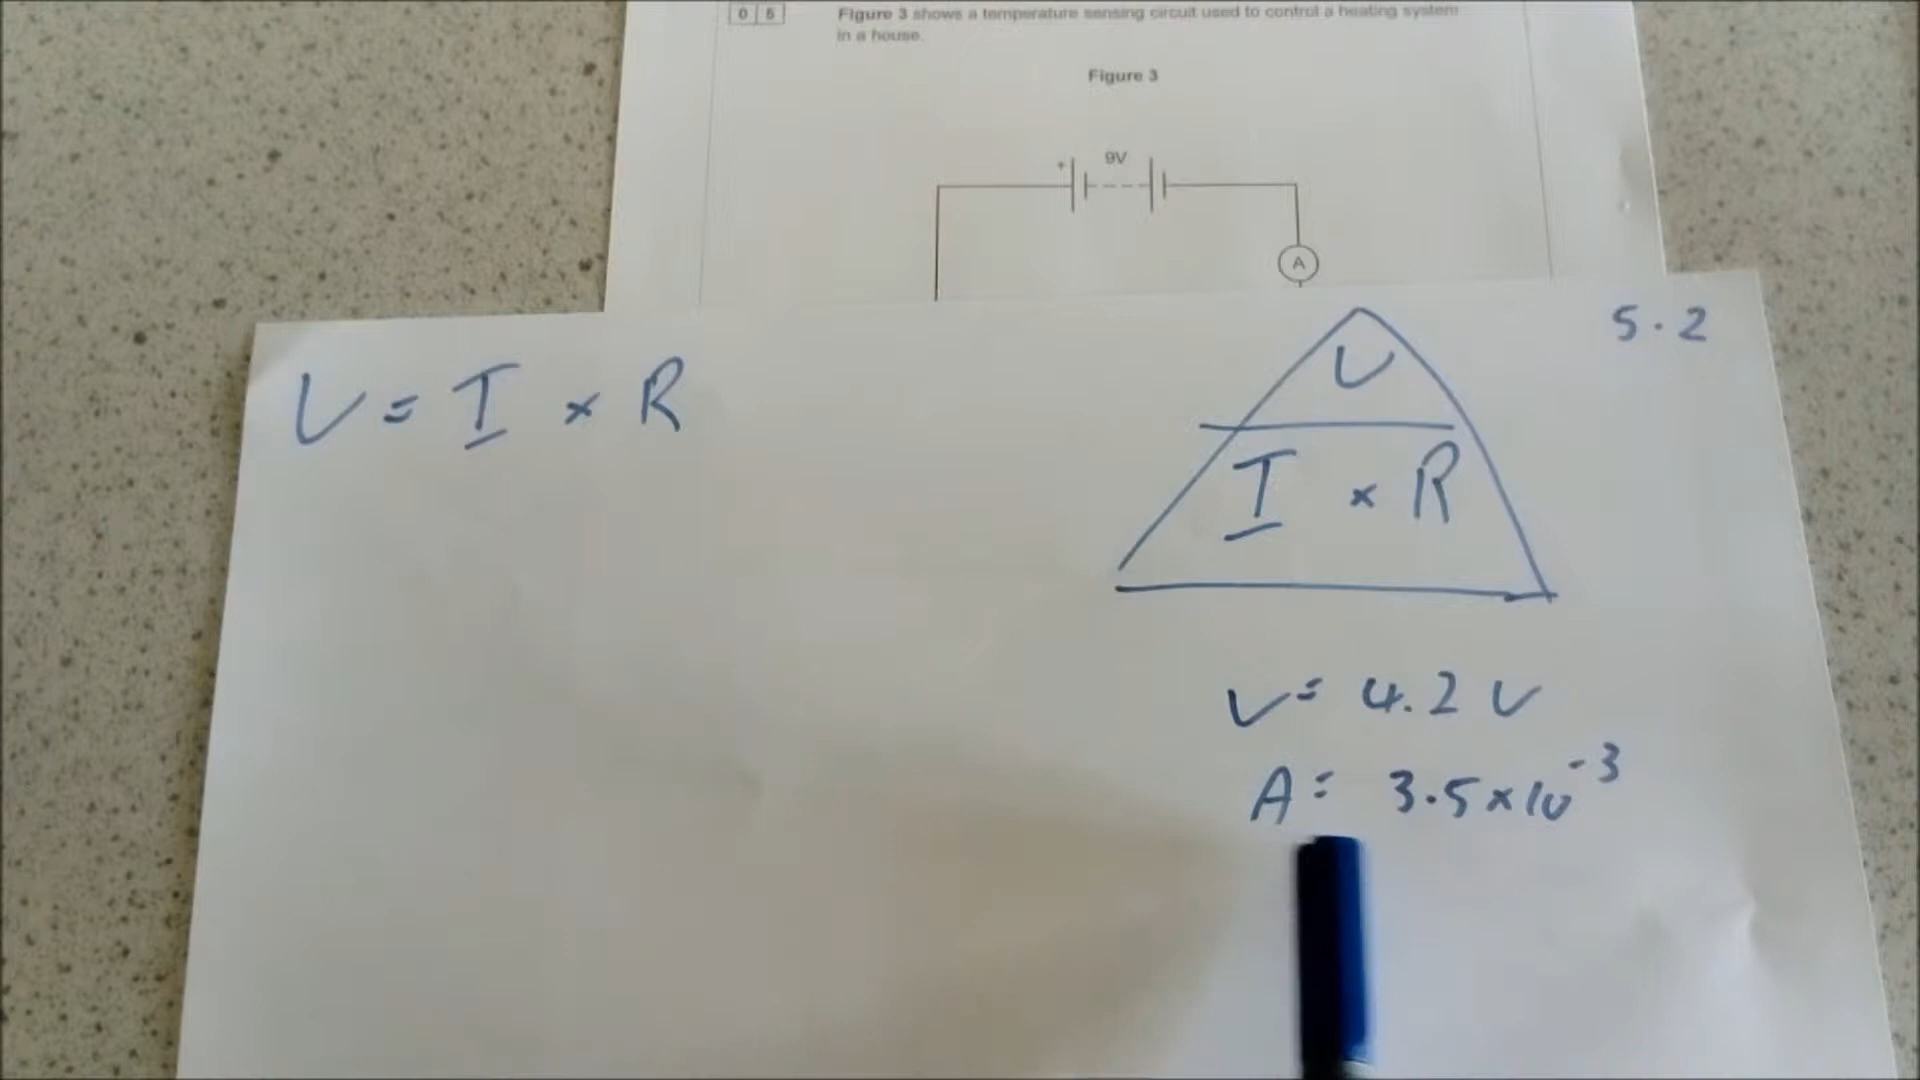 0 5 Figure 3 shows a temperature sensing circuit used to control a heating system
in a house.
Figure 3
+ 9V
A
5.2
V = I × R
V
I × R
V = 4.2 V
A = 3.5 × 10⁻³